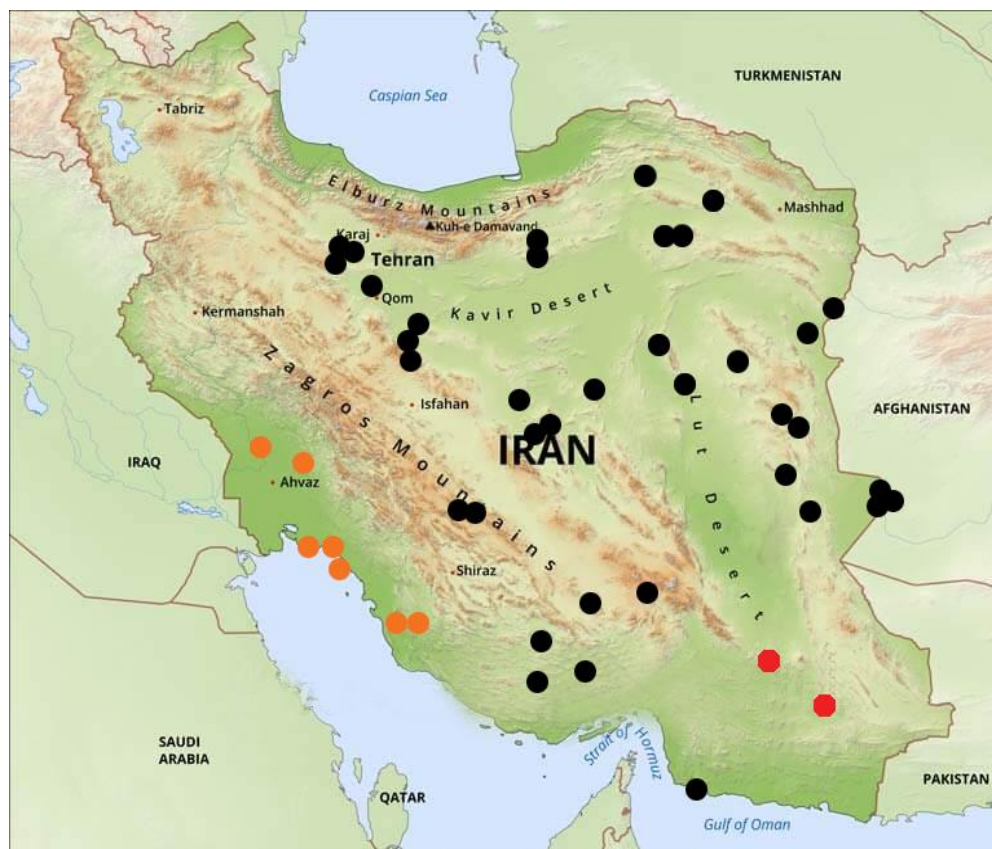 TURKMENISTAN
Caspian Sea
Tabriz
Elburz Mountains
Mashhad
Kuh-e Damavand
Karaj
Tehran
Qom
Kavir Desert
Kermanshah
Zagros Mountains
Isfahan
Lut Desert
AFGHANISTAN
IRAN
IRAQ
Ahvaz
Shiraz
Strait of Hormuz
SAUDI
ARABIA
QATAR
PAKISTAN
Gulf of Oman